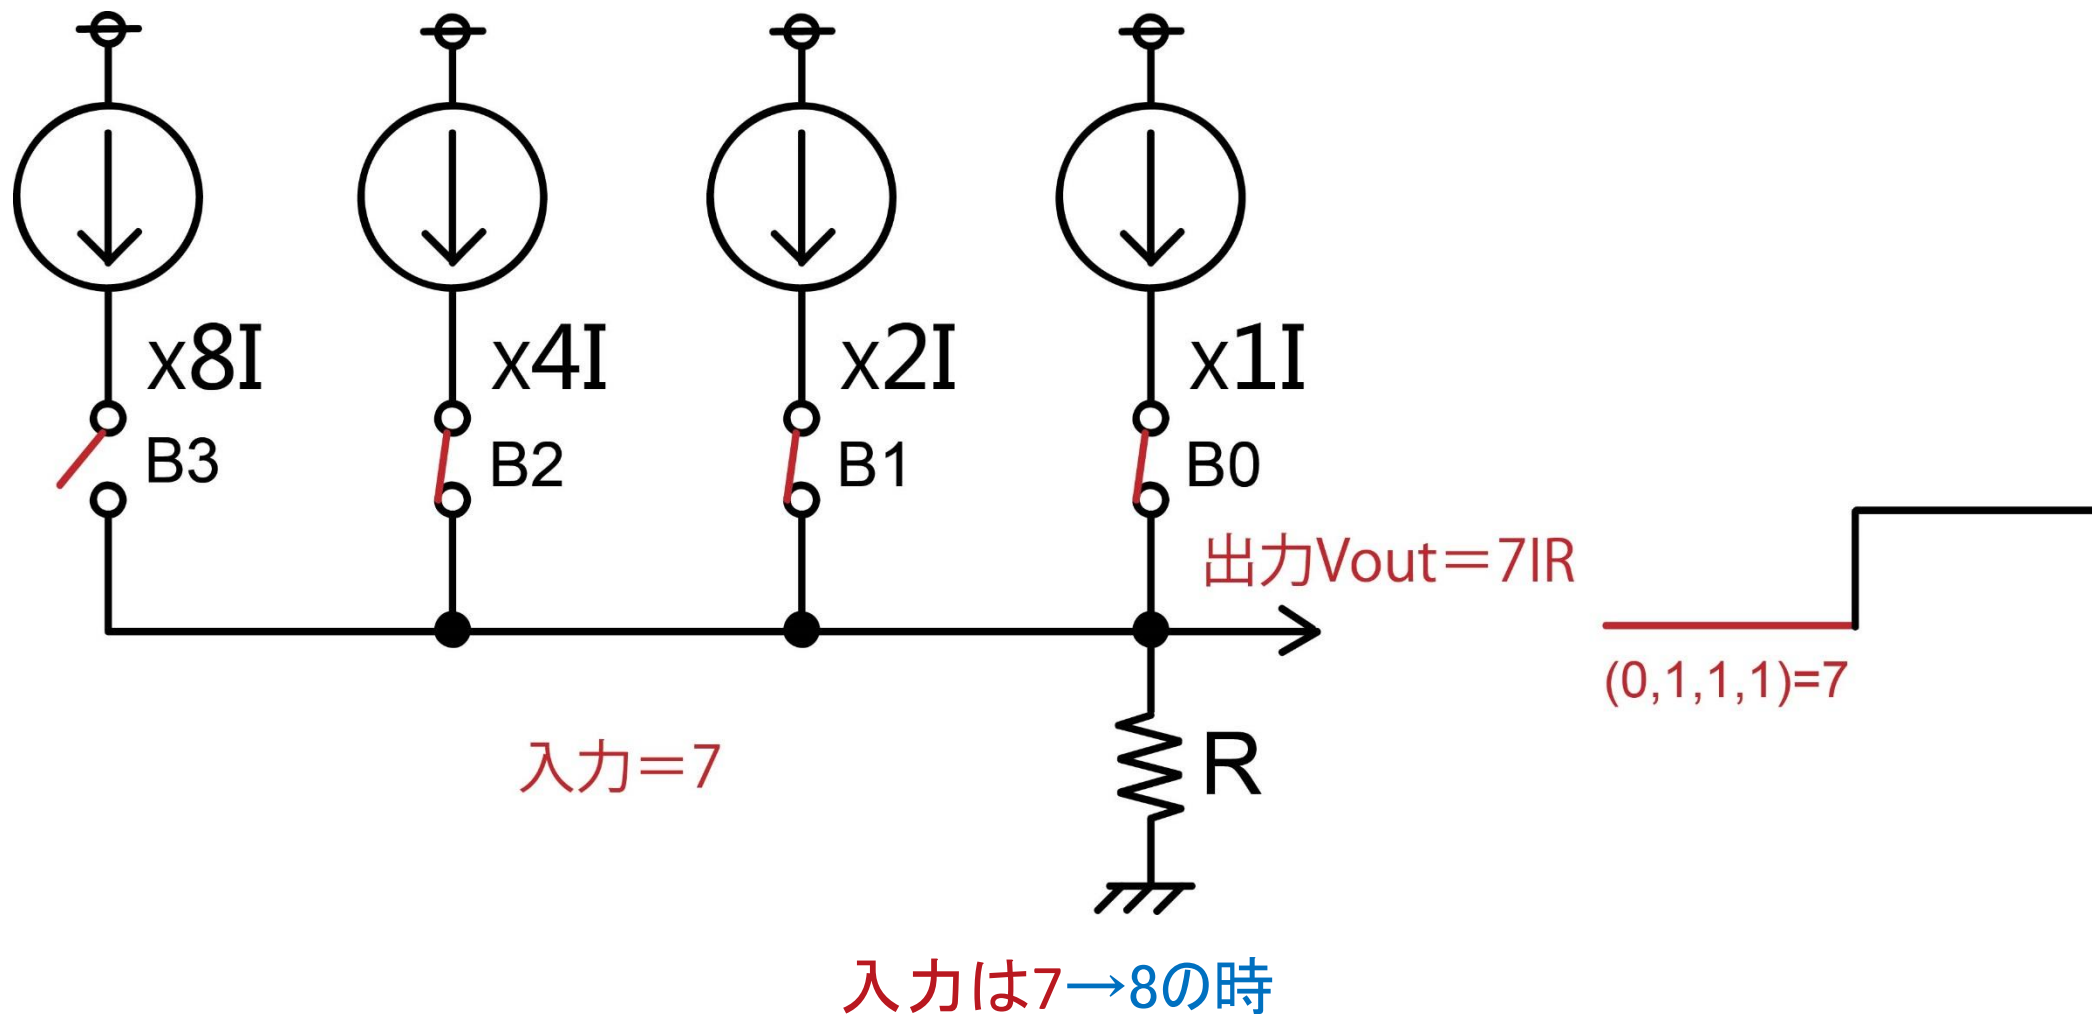 x8I x4I x2I x1I
B3 B2 B1 B0
出力Vout＝7IR
(0,1,1,1)=7
入力＝7
R
入力は7→8の時